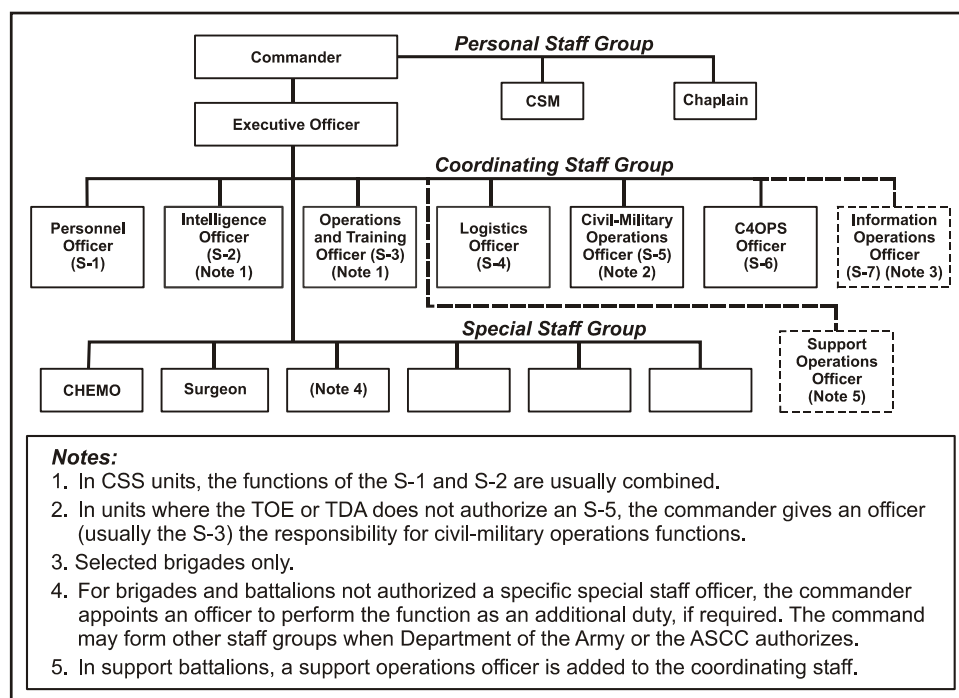 Personal Staff Group
Commander
CSM
Chaplain
Executive Officer
Coordinating Staff Group
Personnel
Officer
(S-1)
Intelligence
Officer
(S-2)
(Note 1)
Operations
and Training
Officer (S-3)
(Note 1)
Logistics
Officer
(S-4)
Civil-Military
Operations
Officer (S-5)
(Note 2)
C4OPS
Officer
(S-6)
Information
Operations
Officer
(S-7) (Note 3)
Special Staff Group
CHEMO
Surgeon
(Note 4)
Support
Operations
Officer
(Note 5)
Notes:
1. In CSS units, the functions of the S-1 and S-2 are usually combined.
2. In units where the TOE or TDA does not authorize an S-5, the commander gives an officer
(usually the S-3) the responsibility for civil-military operations functions.
3. Selected brigades only.
4. For brigades and battalions not authorized a specific special staff officer, the commander
appoints an officer to perform the function as an additional duty, if required. The command
may form other staff groups when Department of the Army or the ASCC authorizes.
5. In support battalions, a support operations officer is added to the coordinating staff.